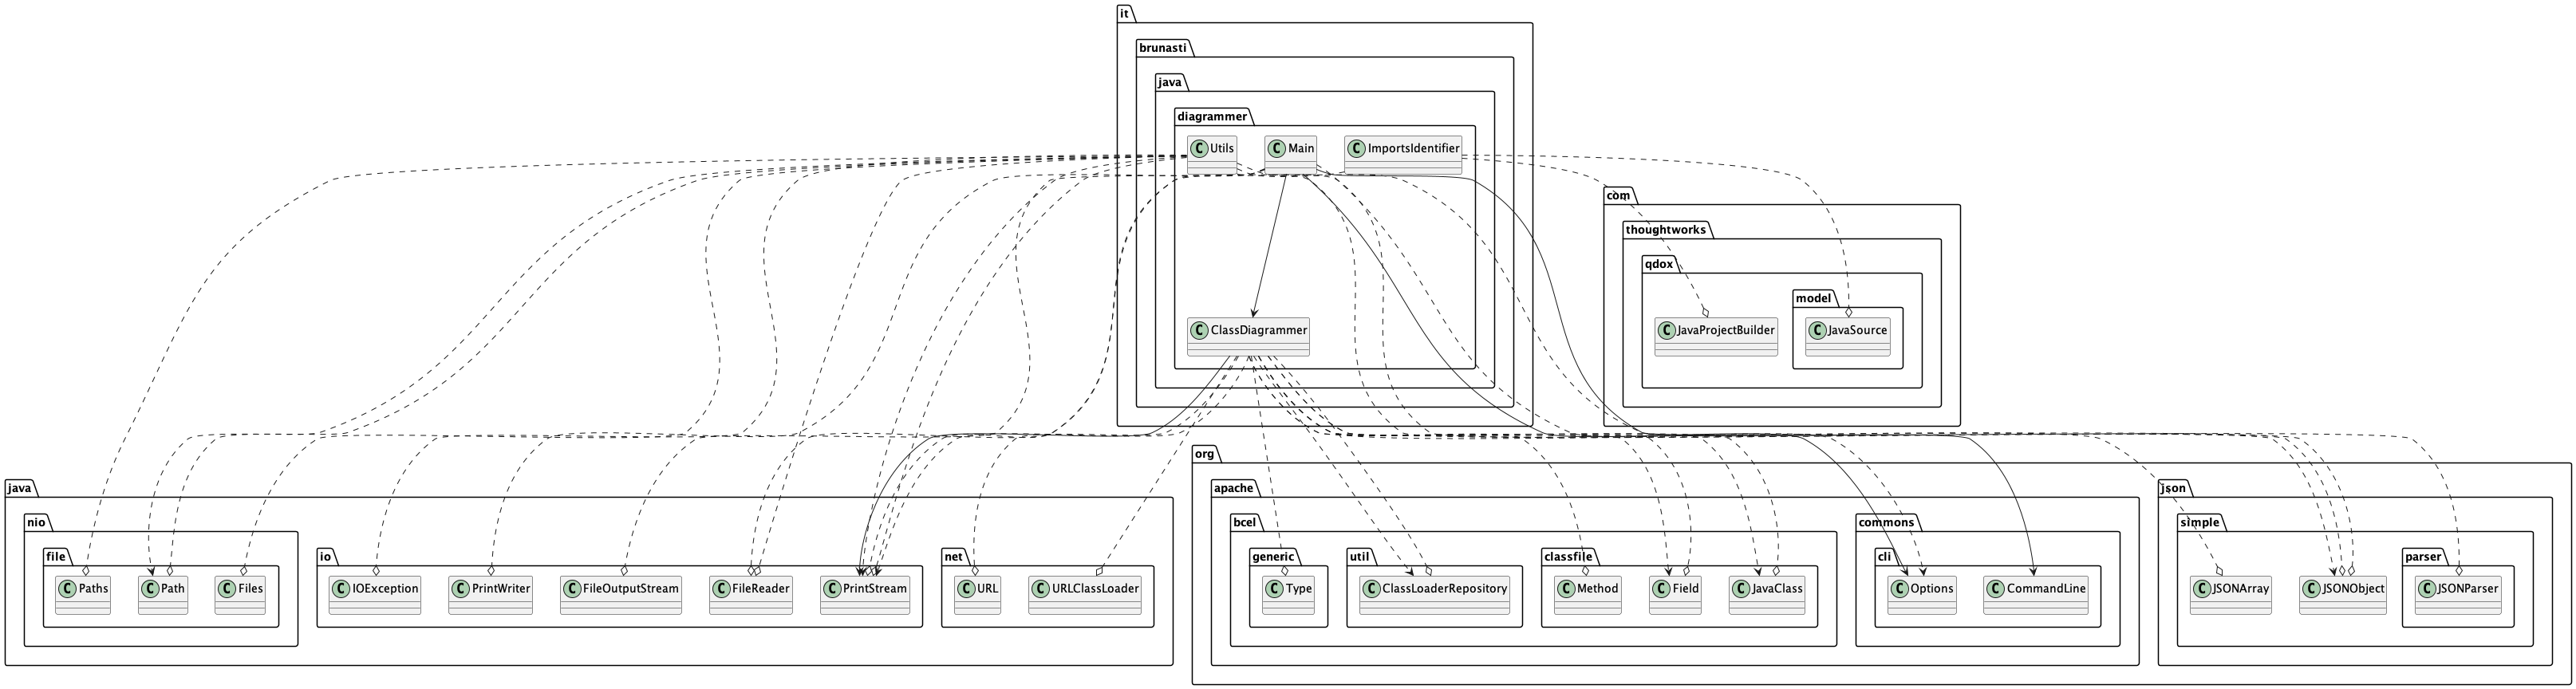 it
brunasti
java
diagrammer
C Utils
C Main
C ImportsIdentifier
C ClassDiagrammer
com
thoughtworks
qdox
model
C JavaProjectBuilder
C JavaSource
java
nio
file
C Paths
C Path
C Files
io
C IOException
C PrintWriter
C FileOutputStream
C FileReader
C PrintStream
net
C URL
C URLClassLoader
org
apache
bcel
generic
C Type
util
C ClassLoaderRepository
classfile
C Method
C Field
C JavaClass
commons
cli
C Options
C CommandLine
json
simple
C JSONArray
C JSONObject
parser
C JSONParser